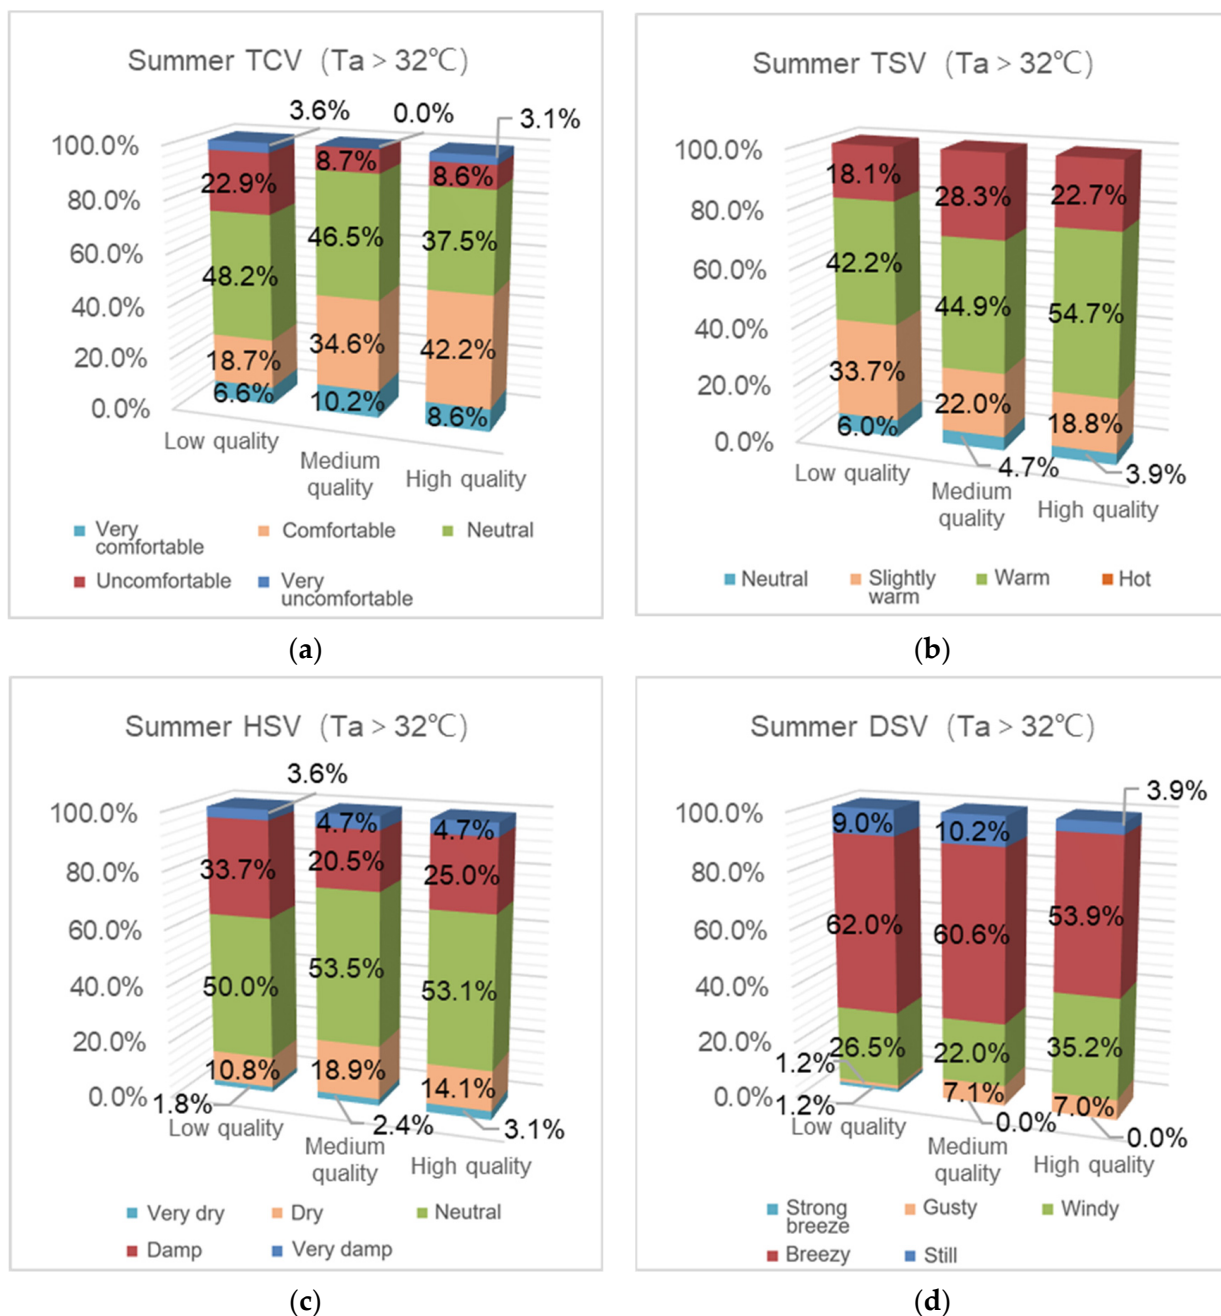 Summer TCV (Ta > 32℃)
3.6%
0.0%
3.1%
100.0%
80.0%
60.0%
40.0%
20.0%
0.0%
22.9%
8.7%
8.6%
48.2%
46.5%
37.5%
18.7%
34.6%
42.2%
6.6%
10.2%
8.6%
Low quality
Medium
quality
High quality
Very
comfortable
Comfortable
Neutral
Uncomfortable
Very
uncomfortable
(a)
Summer TSV (Ta > 32℃)
100.0%
80.0%
60.0%
40.0%
20.0%
0.0%
18.1%
28.3%
22.7%
42.2%
44.9%
54.7%
33.7%
22.0%
18.8%
6.0%
4.7%
3.9%
Low quality
Medium
quality
High quality
Neutral
Slightly
warm
Warm
Hot
(b)
Summer HSV (Ta > 32℃)
3.6%
100.0%
80.0%
60.0%
40.0%
20.0%
0.0%
4.7%
4.7%
33.7%
20.5%
25.0%
50.0%
53.5%
53.1%
10.8%
18.9%
14.1%
1.8%
2.4%
3.1%
Low quality
Medium
quality
High quality
Very dry
Dry
Neutral
Damp
Very damp
(c)
Summer DSV (Ta > 32℃)
3.9%
100.0%
80.0%
60.0%
40.0%
20.0%
0.0%
9.0%
10.2%
62.0%
60.6%
53.9%
26.5%
22.0%
35.2%
1.2%
7.1%
7.0%
1.2%
0.0%
0.0%
Low quality
Medium
quality
High quality
Strong
breeze
Gusty
Windy
Breezy
Still
(d)